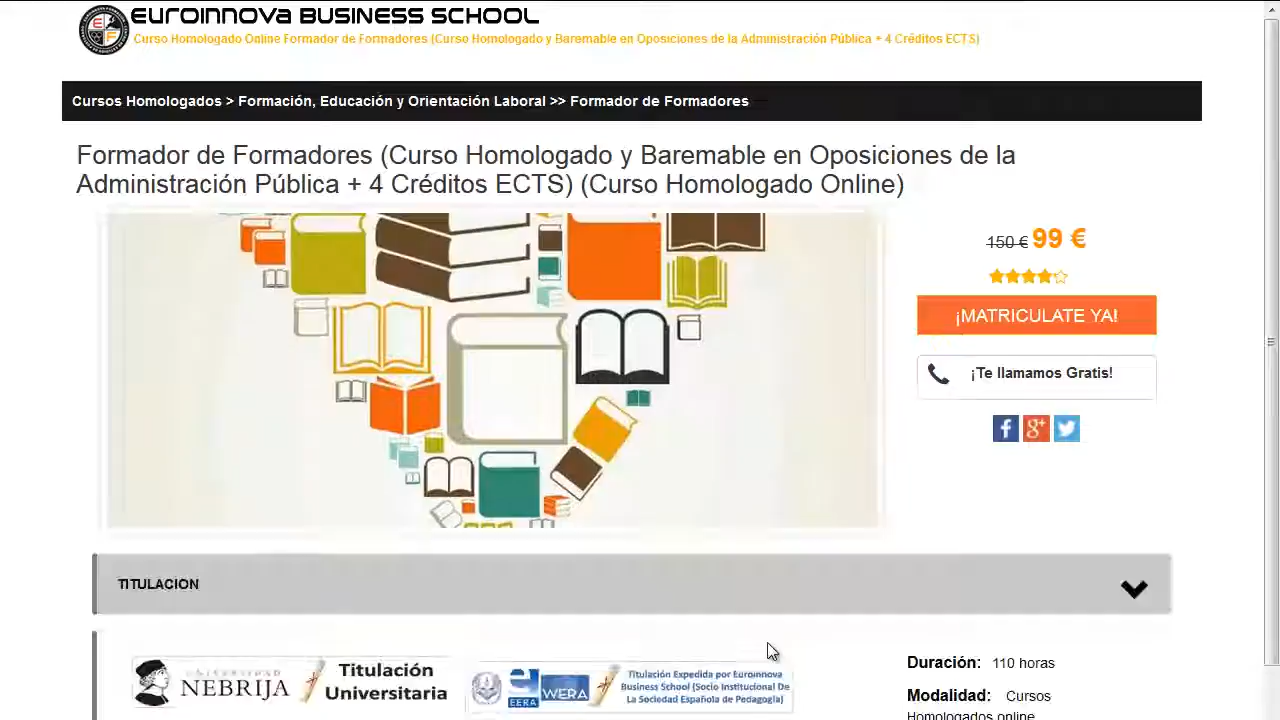 EUROINNOVA BUSINESS SCHOOL
Curso Homologado Online Formador de Formadores (Curso Homologado y Baremable en Oposiciones de la Administración Pública + 4 Créditos ECTS)
Cursos Homologados > Formación, Educación y Orientación Laboral >> Formador de Formadores
Formador de Formadores (Curso Homologado y Baremable en Oposiciones de la
Administración Pública + 4 Créditos ECTS) (Curso Homologado Online)
150 € 99 €
¡MATRICULATE YA!
¡Te llamamos Gratis!
TITULACION
UNIVERSIDAD
NEBRIJA
Titulación
Universitaria
EERA
WERA
Titulación Expedida por Euroinnova
Business School (Socio Institucional De
La Sociedad Española de Pedagogía)
Duración: 110 horas
Modalidad: Cursos
Homologados online